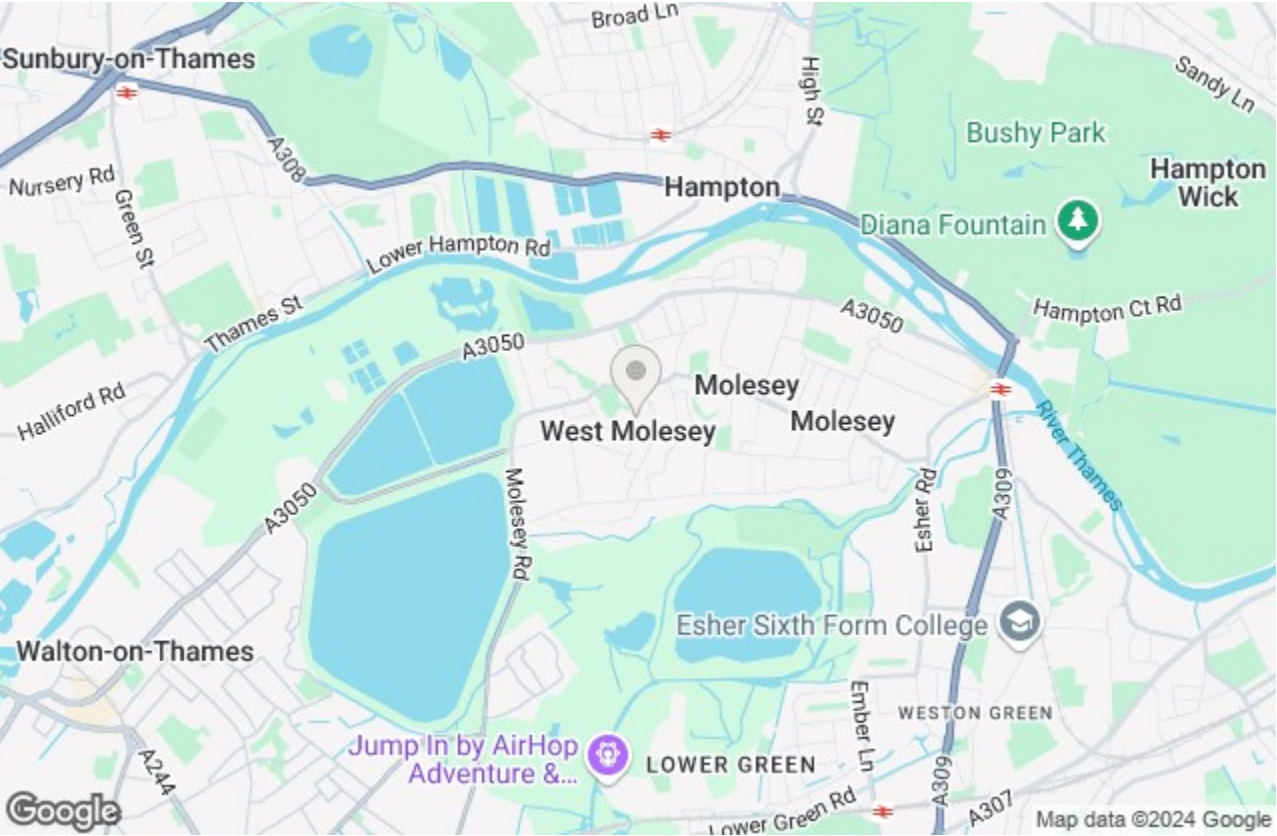 Broad Ln
Sunbury-on-Thames
High St
Sandy Ln
Bushy Park
A308
Nursery Rd
Hampton
Hampton
Wick
Green St
Diana Fountain
Lower Hampton Rd
Thames St
Hampton Ct Rd
A3050
A3050
Halliford Rd
Molesey
Molesey
West Molesey
River Thames
A3050
Molesey Rd
Esher Rd
A309
Esher Sixth Form College
Walton-on-Thames
Ember Ln
WESTON GREEN
Jump In by AirHop
Adventure &...
LOWER GREEN
A244
A309
A307
Lower Green Rd
Google
Map data ©2024 Google